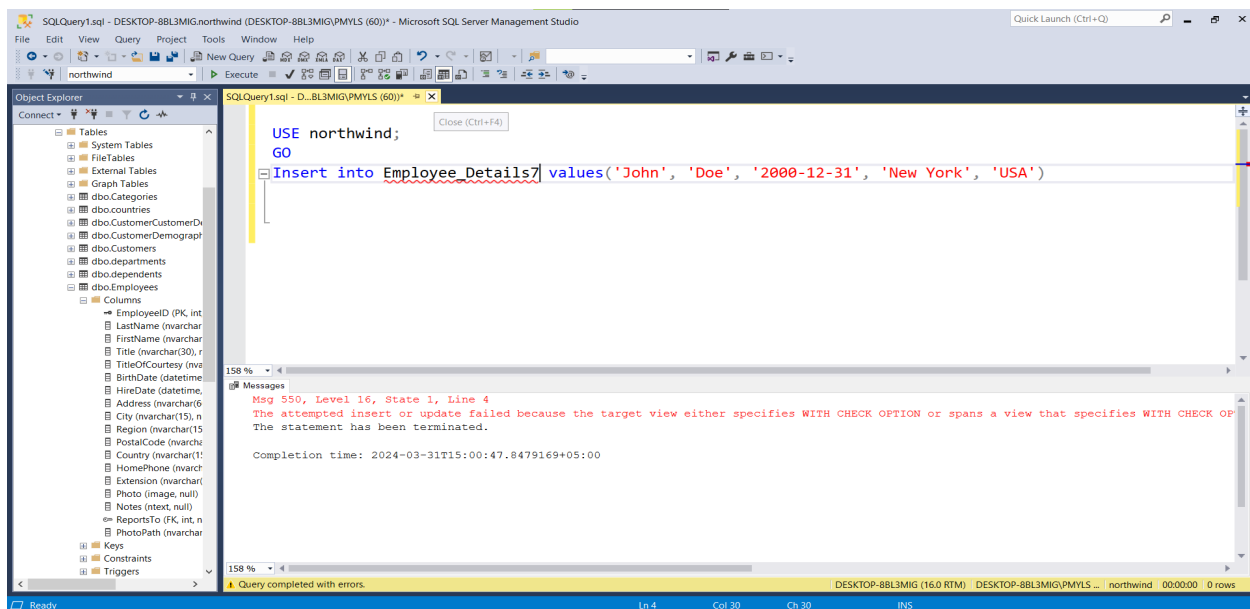 SQLQuery1.sql - DESKTOP-8BL3MIG.northwind (DESKTOP-8BL3MIG\PMYLS (60))* - Microsoft SQL Server Management Studio
Quick Launch (Ctrl+Q)
File Edit View Query Project Tools Window Help
New Query
northwind
Execute
Object Explorer
SQLQuery1.sql - D...BL3MIG\PMYLS (60))*
Connect
Close (Ctrl+F4)
Tables
System Tables
FileTables
External Tables
Graph Tables
dbo.Categories
dbo.countries
dbo.CustomerCustomerD
dbo.CustomerDemograph
dbo.Customers
dbo.departments
dbo.dependents
dbo.Employees
Columns
EmployeeID (PK, int
LastName (nvarchar
FirstName (nvarchar
Title (nvarchar(30), r
TitleOfCourtesy (nva
BirthDate (datetime
HireDate (datetime,
Address (nvarchar(6
City (nvarchar(15), n
Region (nvarchar(15
PostalCode (nvarcha
Country (nvarchar(1
HomePhone (nvarch
Extension (nvarchar(
Photo (image, null)
Notes (ntext, null)
ReportsTo (FK, int, n
PhotoPath (nvarchar
Keys
Constraints
Triggers
USE northwind;
GO
Insert into Employee_Details7 values('John', 'Doe', '2000-12-31', 'New York', 'USA')
158 %
Messages
Msg 550, Level 16, State 1, Line 4
The attempted insert or update failed because the target view either specifies WITH CHECK OPTION or spans a view that specifies WITH CHECK OP
The statement has been terminated.
Completion time: 2024-03-31T15:00:47.8479169+05:00
158 %
Query completed with errors.
DESKTOP-8BL3MIG (16.0 RTM) DESKTOP-8BL3MIG\PMYLS ... northwind 00:00:00 0 rows
Ready
Ln 4 Col 30 Ch 30 INS